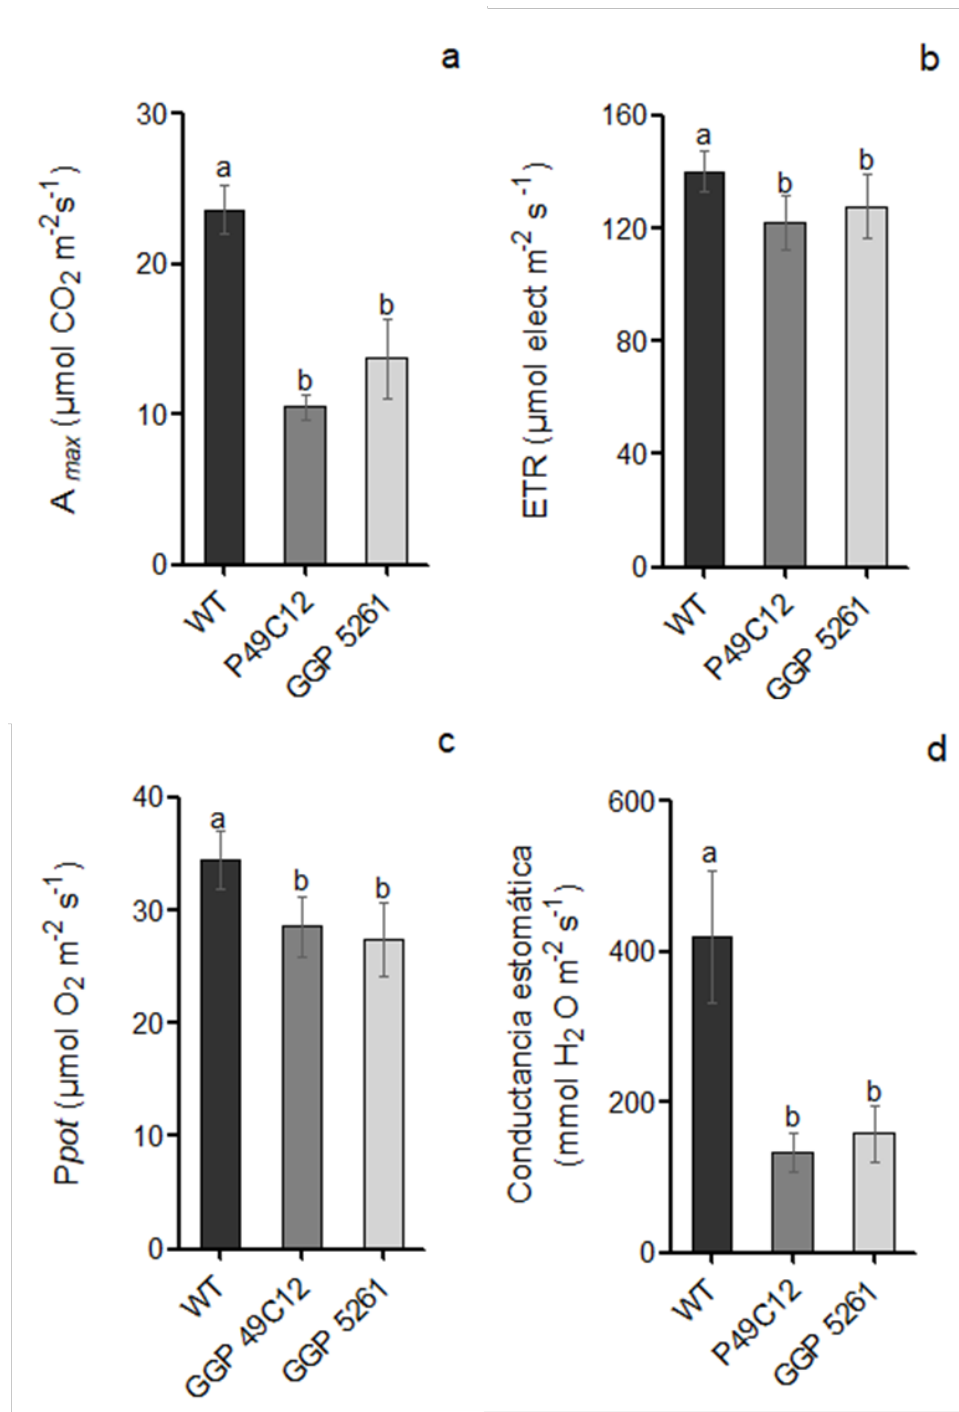 a
30
20
10
0
A max (µmol CO2 m-2s-1)
a
b
b
WT
P49C12
GGP 5261
b
160
120
80
40
0
ETR (µmol elect m-2 s -1)
a
b
b
WT
P49C12
GGP 5261
c
40
30
20
10
0
Ppot (µmol O2 m-2 s-1)
a
b
b
WT
GGP 49C12
GGP 5261
d
600
400
200
0
Conductancia estomática
(mmol H2 O m-2 s-1)
a
b
b
WT
P49C12
GGP 5261